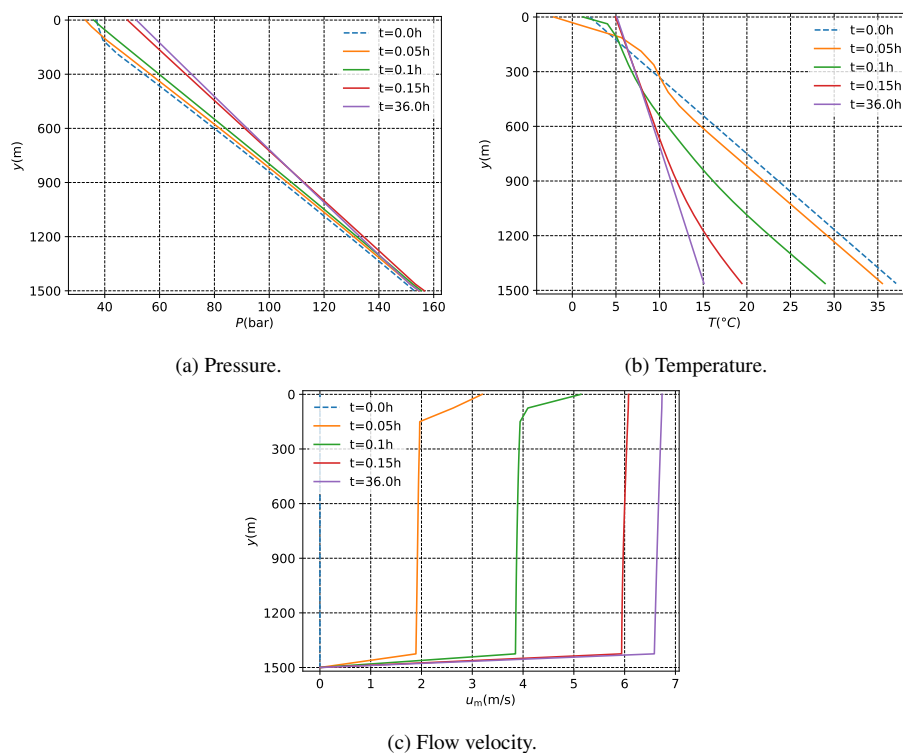 0
300
600
900
1200
1500
y(m)
40
60
80
100
120
140
160
P(bar)
t=0.0h
t=0.05h
t=0.1h
t=0.15h
t=36.0h
(a) Pressure.
0
300
600
900
1200
1500
y(m)
0
5
10
15
20
25
30
35
T(°C)
t=0.0h
t=0.05h
t=0.1h
t=0.15h
t=36.0h
(b) Temperature.
0
300
600
900
1200
1500
y(m)
0
1
2
3
4
5
6
7
um(m/s)
t=0.0h
t=0.05h
t=0.1h
t=0.15h
t=36.0h
(c) Flow velocity.